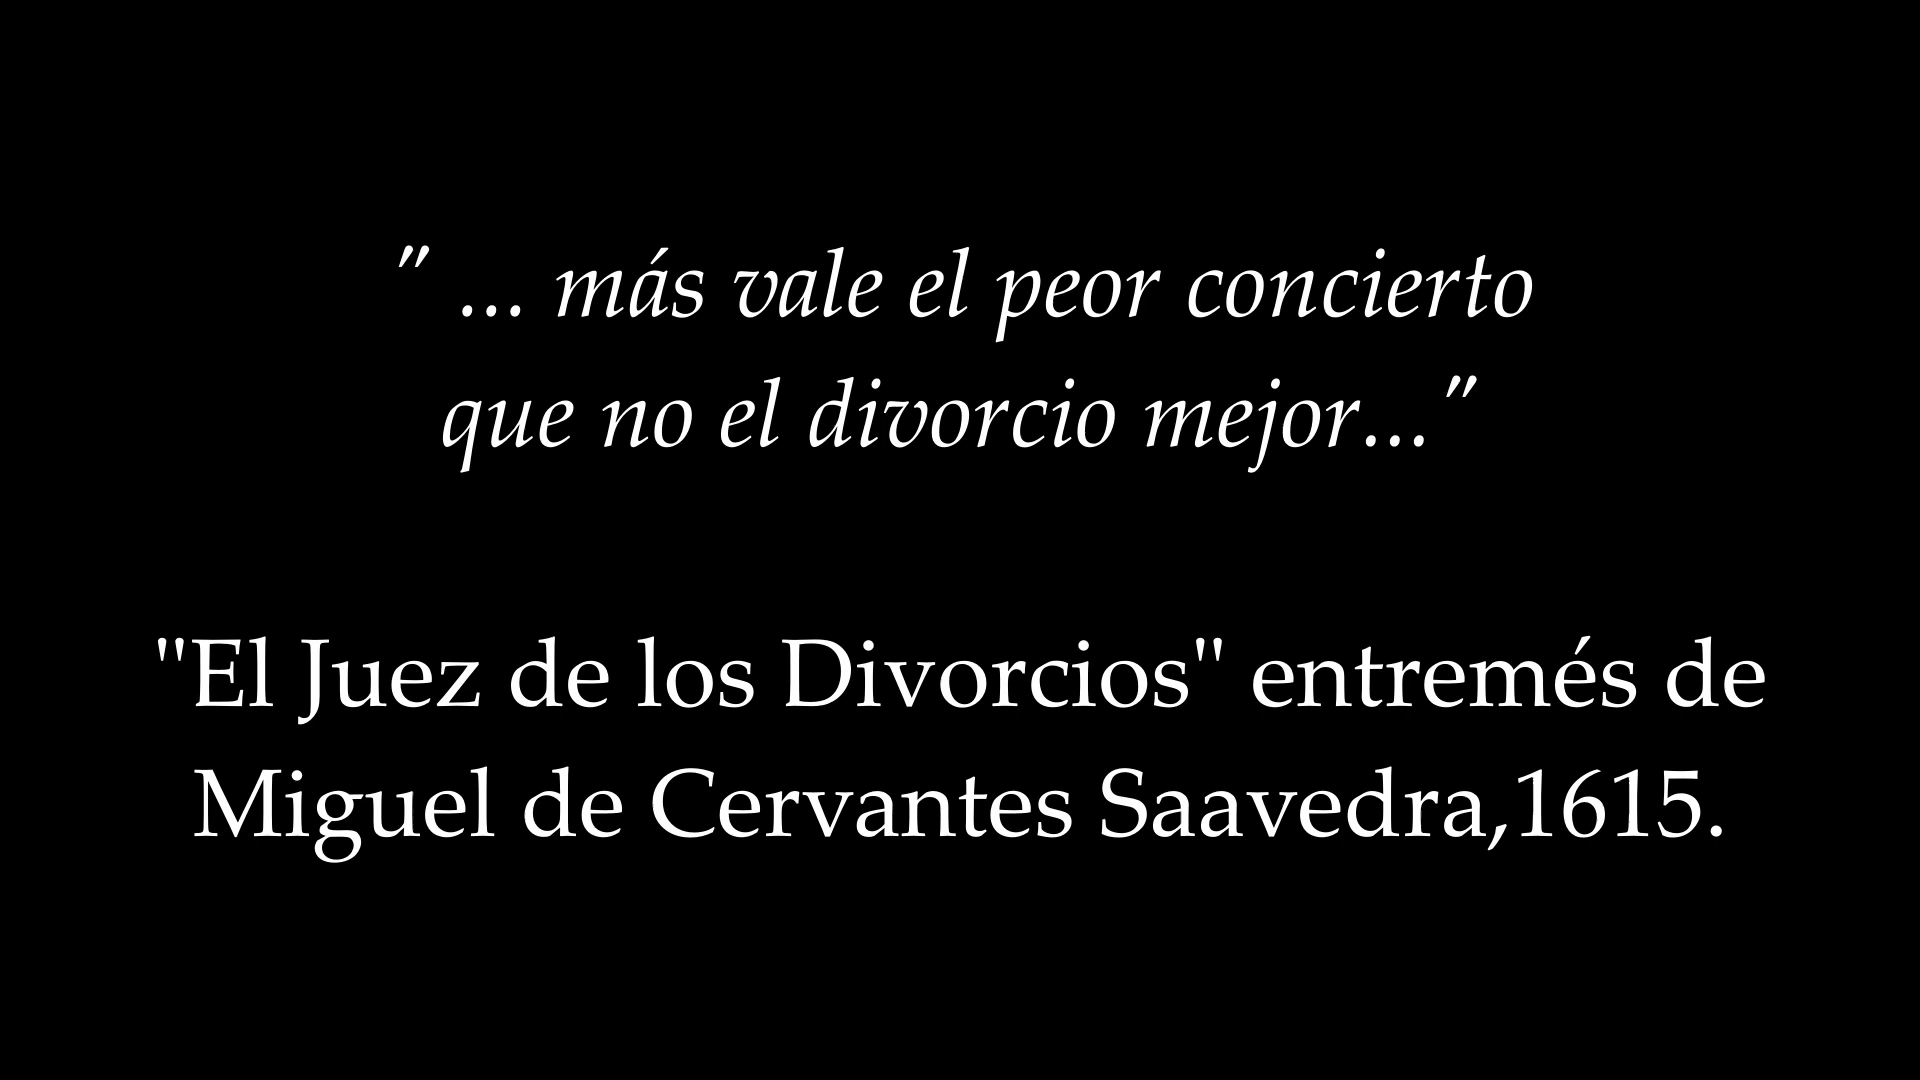 " ... más vale el peor concierto
que no el divorcio mejor..."
"El Juez de los Divorcios" entremés de
Miguel de Cervantes Saavedra,1615.